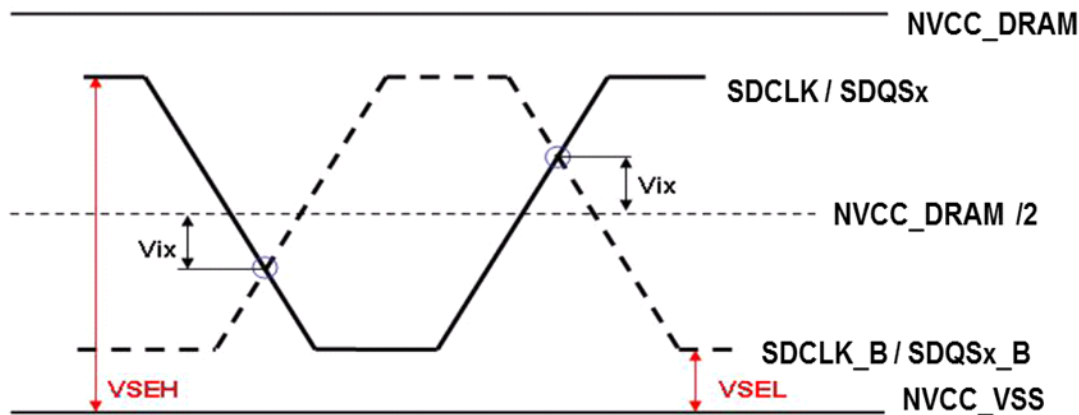 NVCC_DRAM
SDCLK / SDQSx
Vix
NVCC_DRAM /2
Vix
SDCLK_B / SDQSx_B
VSEH
VSEL
NVCC_VSS